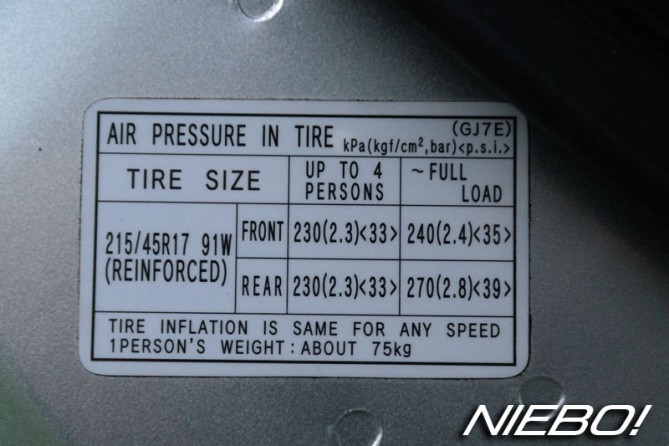 AIR PRESSURE IN TIRE (GJ7E)
kPa(kgf/cm²,bar)<p.s.i.>
TIRE SIZE
UP TO 4
PERSONS
~FULL
LOAD
215/45R17 91W
(REINFORCED)
FRONT 230(2.3)<33> 240(2.4)<35>
REAR 230(2.3)<33> 270(2.8)<39>
TIRE INFLATION IS SAME FOR ANY SPEED
1PERSON'S WEIGHT:ABOUT 75kg
NIEBO!